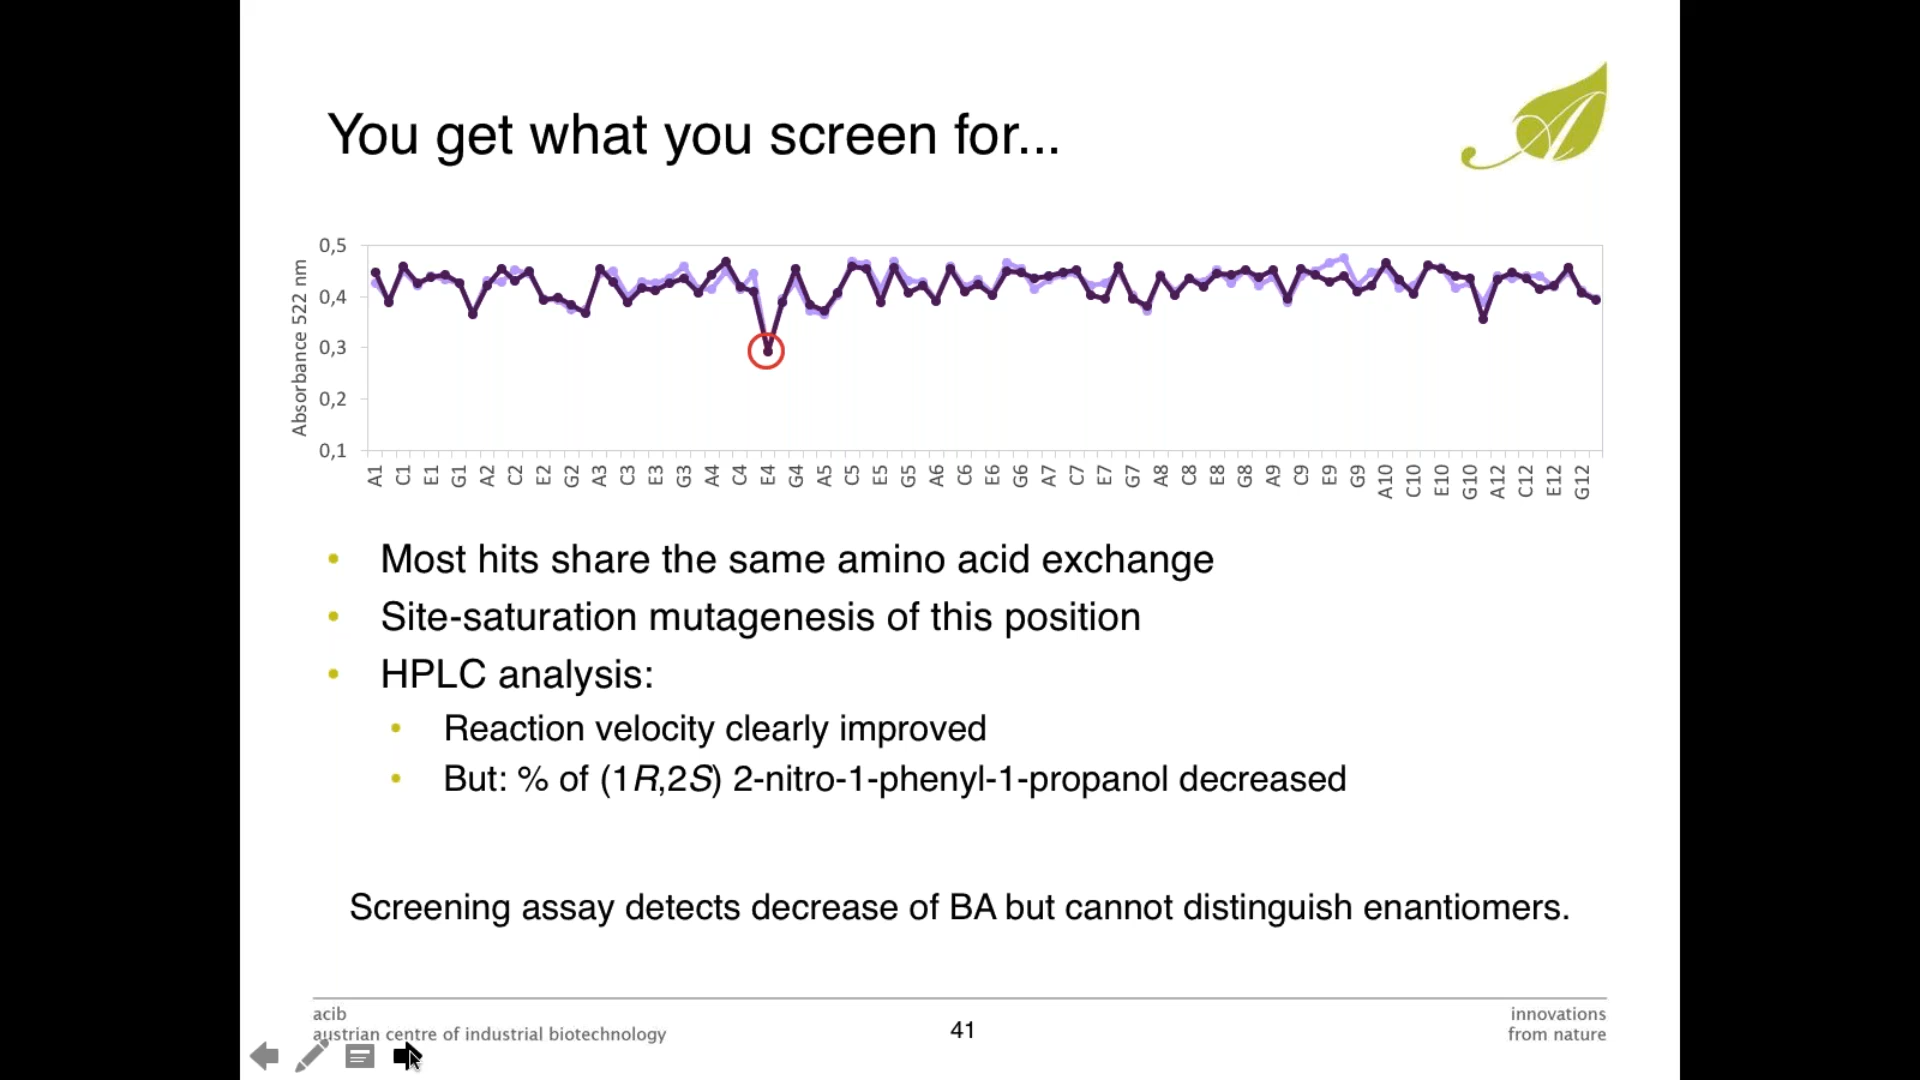 You get what you screen for...
Absorbance 522 nm
0,5
0,4
0,3
0,2
0,1
A1 C1 E1 G1 A2 C2 E2 G2 A3 C3 E3 G3 A4 C4 E4 G4 A5 C5 E5 G5 A6 C6 E6 G6 A7 C7 E7 G7 A8 C8 E8 G8 A9 C9 E9 G9 A10 C10 E10 G10 A12 C12 E12 G12
• Most hits share the same amino acid exchange
• Site-saturation mutagenesis of this position
• HPLC analysis:
• Reaction velocity clearly improved
• But: % of (1R,2S) 2-nitro-1-phenyl-1-propanol decreased
Screening assay detects decrease of BA but cannot distinguish enantiomers.
acib
austrian centre of industrial biotechnology
41
innovations
from nature